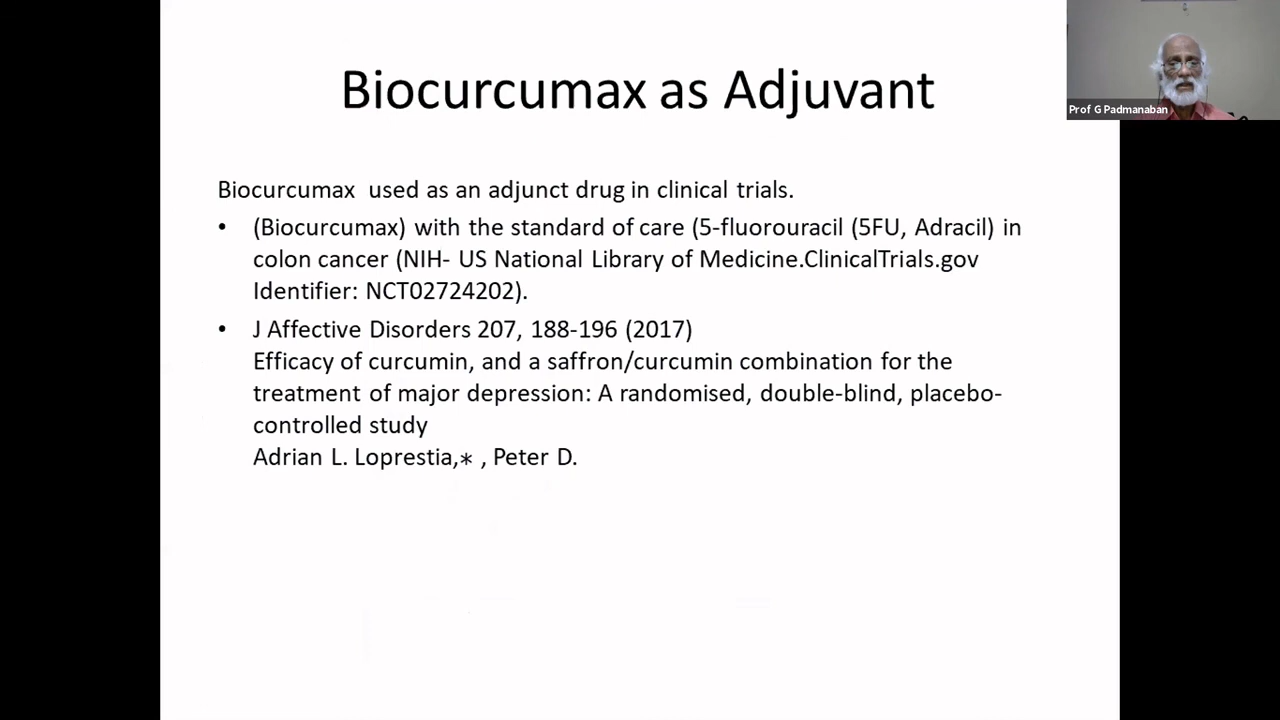 Biocurcumax as Adjuvant
Prof G Padmanaban
Biocurcumax used as an adjunct drug in clinical trials.
• (Biocurcumax) with the standard of care (5-fluorouracil (5FU, Adracil) in
colon cancer (NIH- US National Library of Medicine.ClinicalTrials.gov
Identifier: NCT02724202).
• J Affective Disorders 207, 188-196 (2017)
Efficacy of curcumin, and a saffron/curcumin combination for the
treatment of major depression: A randomised, double-blind, placebo-
controlled study
Adrian L. Loprestia,* , Peter D.